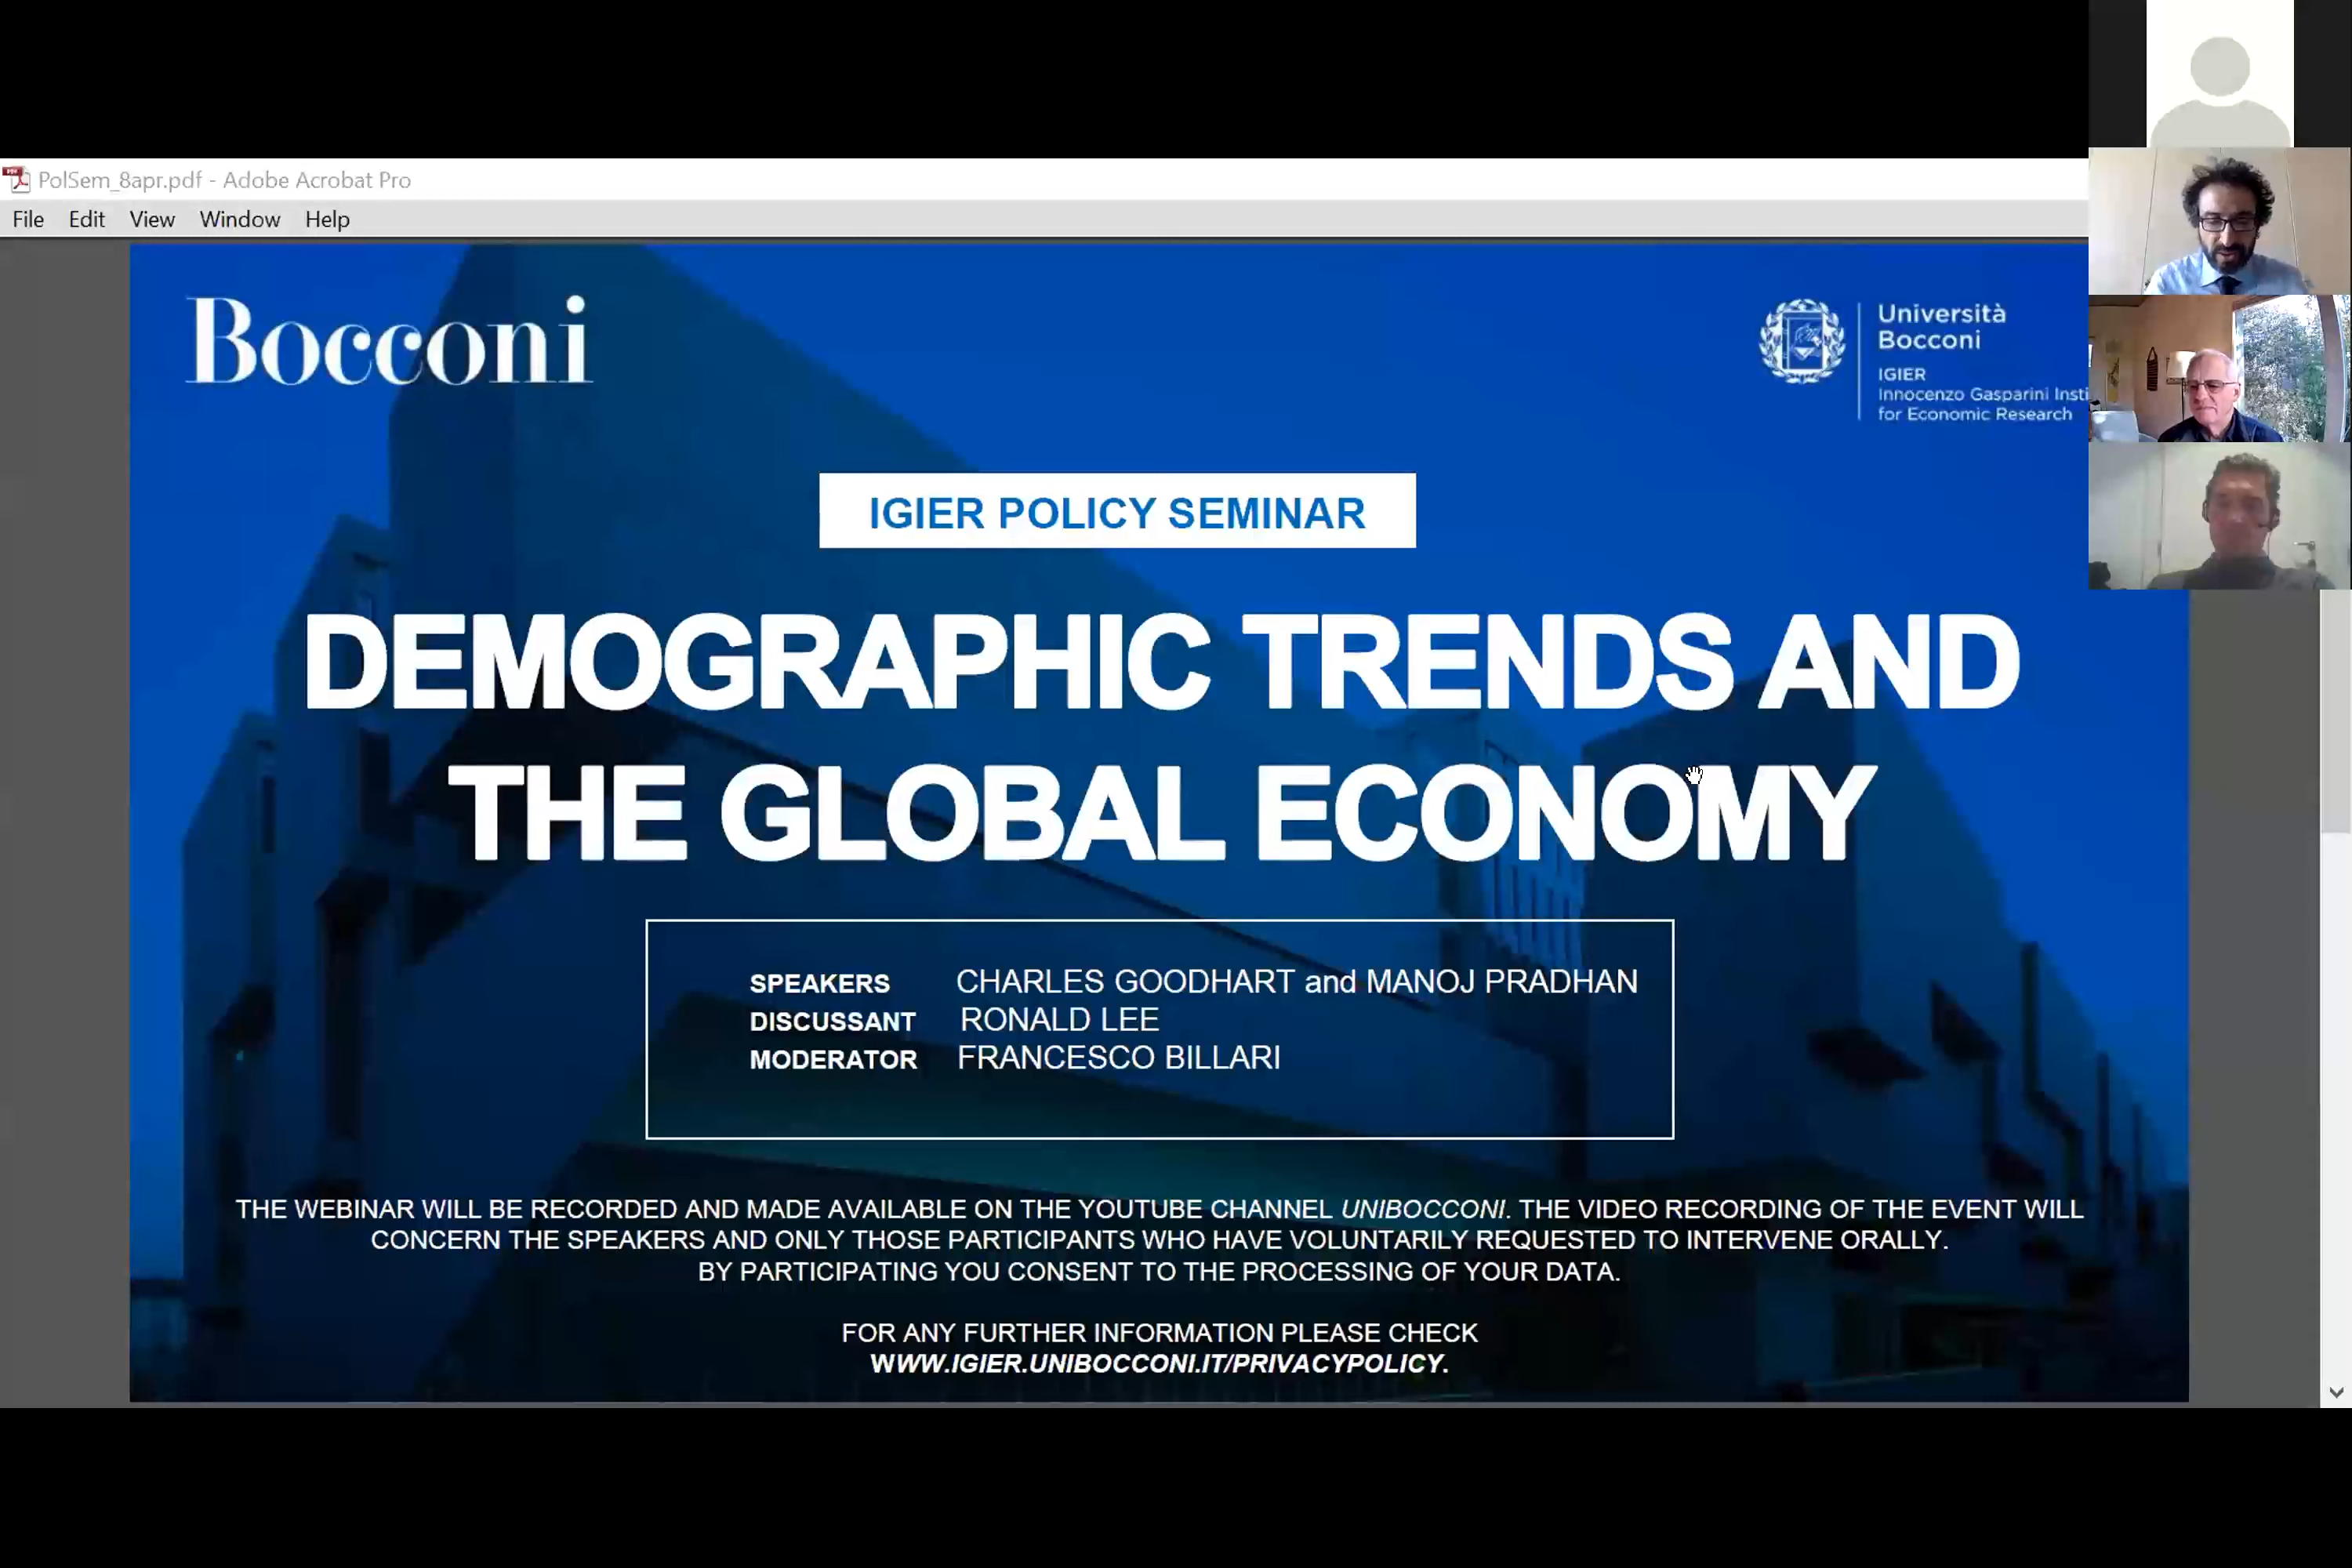 PolSem_8apr.pdf - Adobe Acrobat Pro
File Edit View Window Help
Bocconi
Università
Bocconi
IGIER
Innocenzo Gasparini Insti
for Economic Research
IGIER POLICY SEMINAR
DEMOGRAPHIC TRENDS AND
THE GLOBAL ECONOMY
SPEAKERS CHARLES GOODHART and MANOJ PRADHAN
DISCUSSANT RONALD LEE
MODERATOR FRANCESCO BILLARI
THE WEBINAR WILL BE RECORDED AND MADE AVAILABLE ON THE YOUTUBE CHANNEL UNIBOCCONI. THE VIDEO RECORDING OF THE EVENT WILL
CONCERN THE SPEAKERS AND ONLY THOSE PARTICIPANTS WHO HAVE VOLUNTARILY REQUESTED TO INTERVENE ORALLY.
BY PARTICIPATING YOU CONSENT TO THE PROCESSING OF YOUR DATA.
FOR ANY FURTHER INFORMATION PLEASE CHECK
WWW.IGIER.UNIBOCCONI.IT/PRIVACYPOLICY.